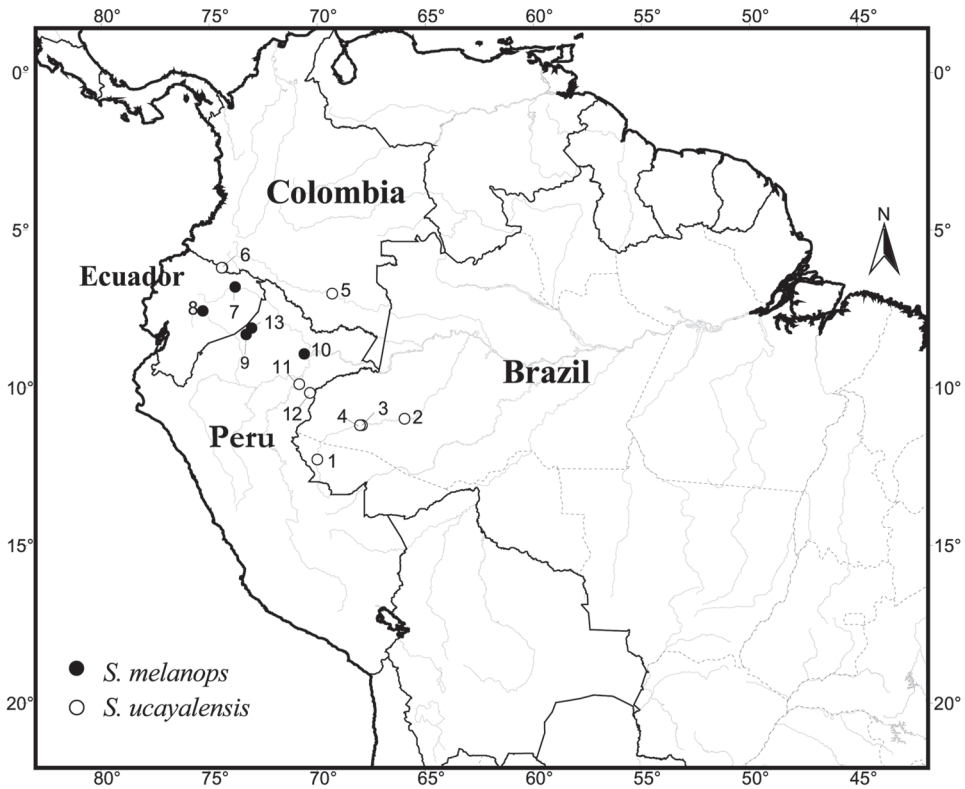 80° 75° 70° 65° 60° 55° 50° 45°
0° 0°
N
Colombia
5° 5°
6
Ecuador
5
8 7 13
9 10
11
10° Brazil 10°
12 4 3 2
Peru
1
15° 15°
S. melanops
20° S. ucayalensis 20°
80° 75° 70° 65° 60° 55° 50° 45°